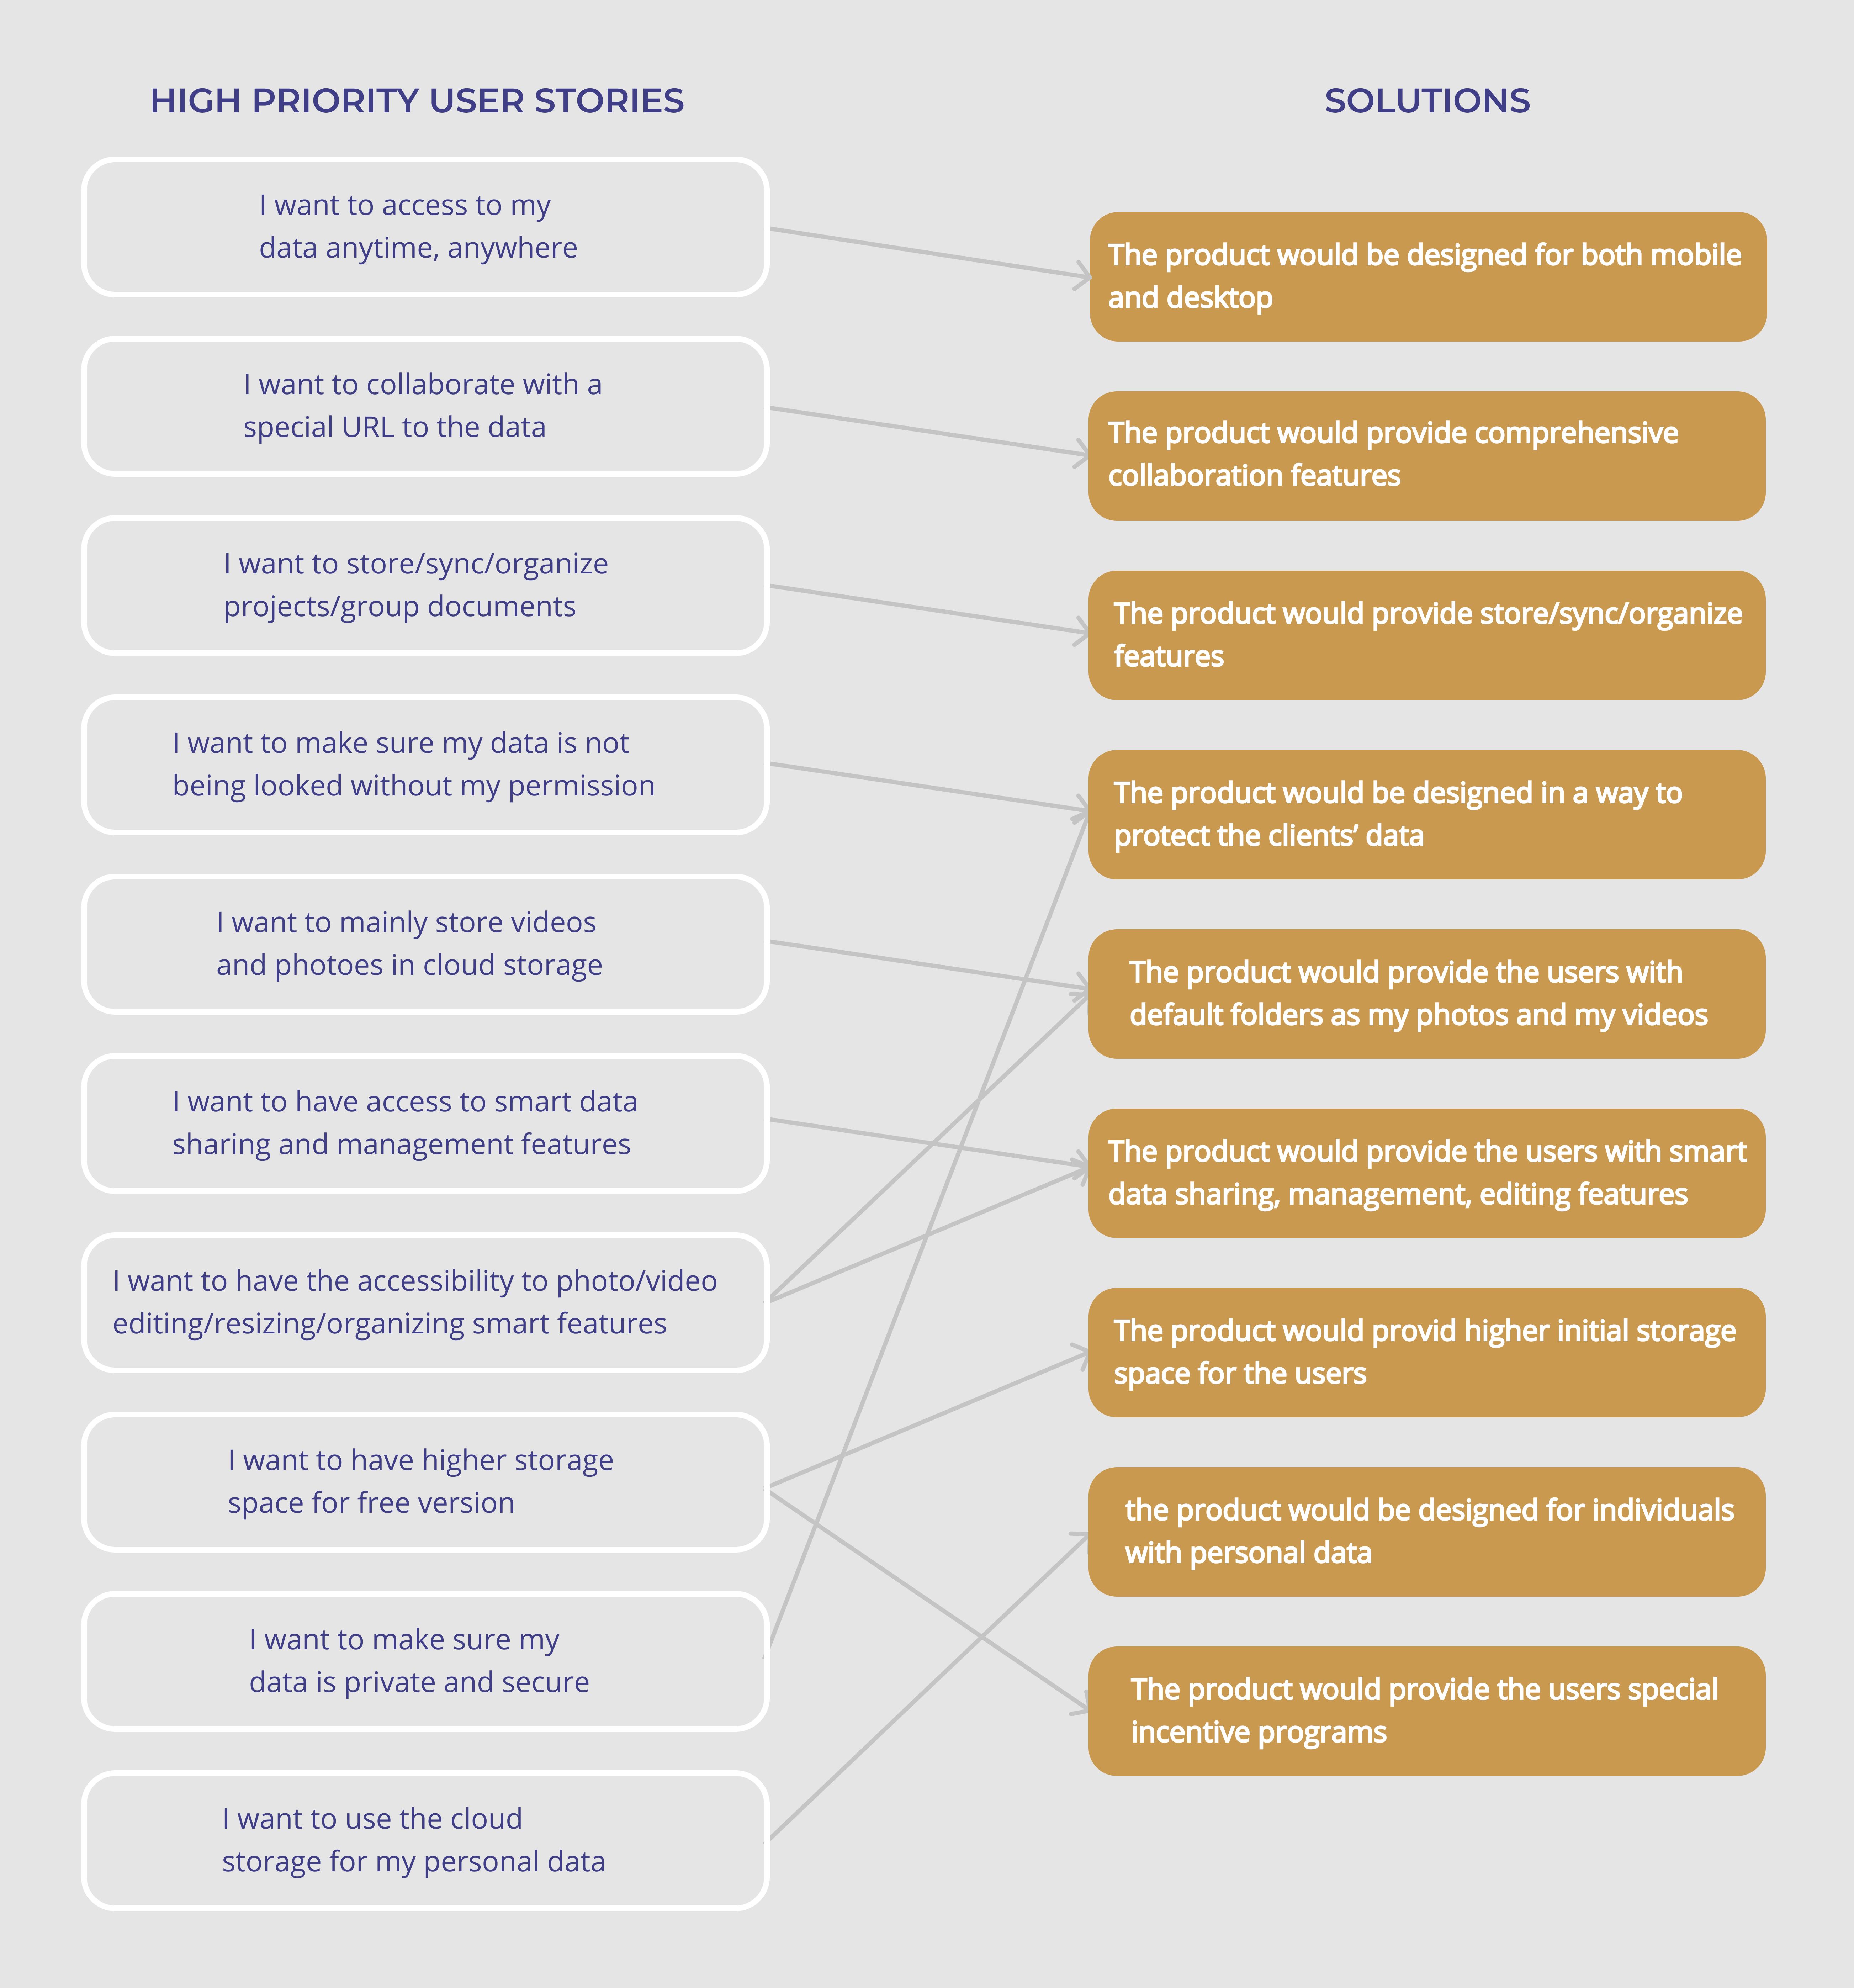 HIGH PRIORITY USER STORIES
I want to access to my
data anytime, anywhere
I want to collaborate with a
special URL to the data
I want to store/sync/organize
projects/group documents
I want to make sure my data is not
being looked without my permission
I want to mainly store videos
and photoes in cloud storage
I want to have access to smart data
sharing and management features
I want to have the accessibility to photo/video
editing/resizing/organizing smart features
I want to have higher storage
space for free version
I want to make sure my
data is private and secure
I want to use the cloud
storage for my personal data
SOLUTIONS
The product would be designed for both mobile
and desktop
The product would provide comprehensive
collaboration features
The product would provide store/sync/organize
features
The product would be designed in a way to
protect the clients’ data
The product would provide the users with
default folders as my photos and my videos
The product would provide the users with smart
data sharing, management, editing features
The product would provid higher initial storage
space for the users
the product would be designed for individuals
with personal data
The product would provide the users special
incentive programs